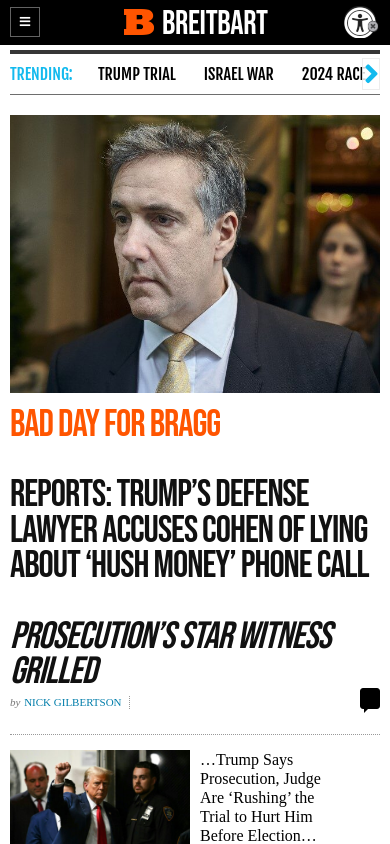 BREITBART
TRENDING:
TRUMP TRIAL
ISRAEL WAR
2024 RACE
BAD DAY FOR BRAGG
REPORTS: TRUMP’S DEFENSE
LAWYER ACCUSES COHEN OF LYING
ABOUT ‘HUSH MONEY’ PHONE CALL
PROSECUTION’S STAR WITNESS
GRILLED
by NICK GILBERTSON
…Trump Says
Prosecution, Judge
Are ‘Rushing’ the
Trial to Hurt Him
Before Election…